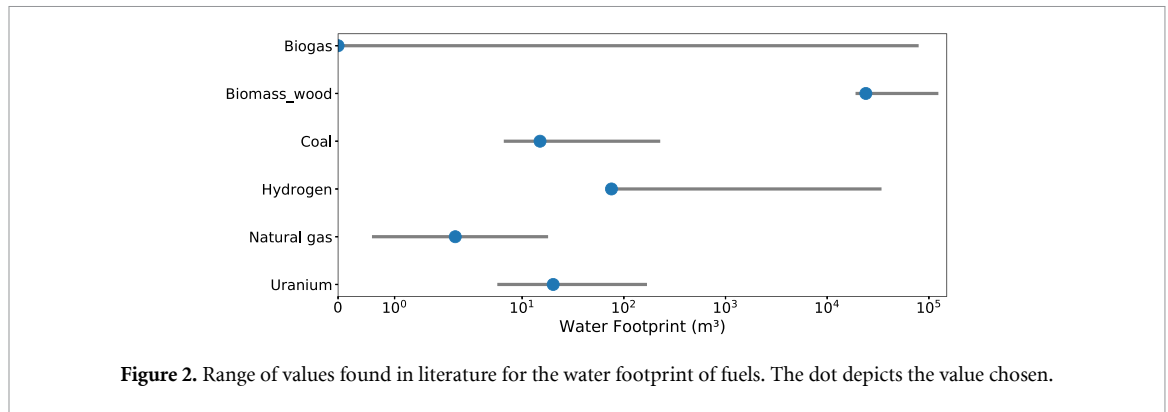 Biogas
Biomass_wood
Coal
Hydrogen
Natural gas
Uranium
0 10⁰ 10¹ 10² 10³ 10⁴ 10⁵
Water Footprint (m³)
Figure 2. Range of values found in literature for the water footprint of fuels. The dot depicts the value chosen.